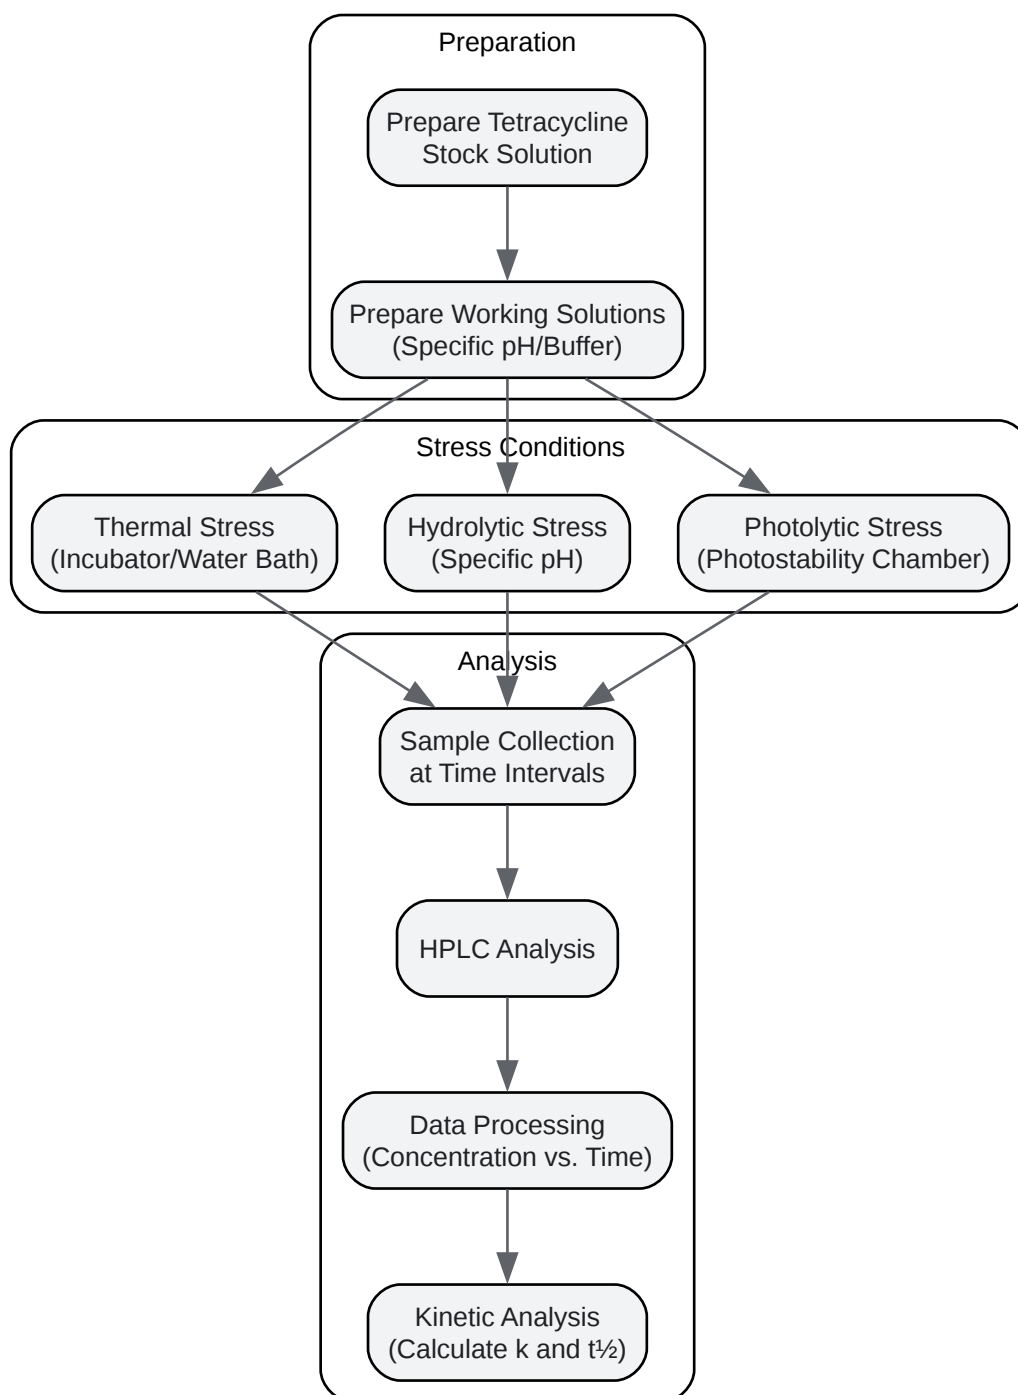 Preparation
Prepare Tetracycline
Stock Solution
Prepare Working Solutions
(Specific pH/Buffer)
Stress Conditions
Thermal Stress
(Incubator/Water Bath)
Hydrolytic Stress
(Specific pH)
Photolytic Stress
(Photostability Chamber)
Analysis
Sample Collection
at Time Intervals
HPLC Analysis
Data Processing
(Concentration vs. Time)
Kinetic Analysis
(Calculate k and t½)